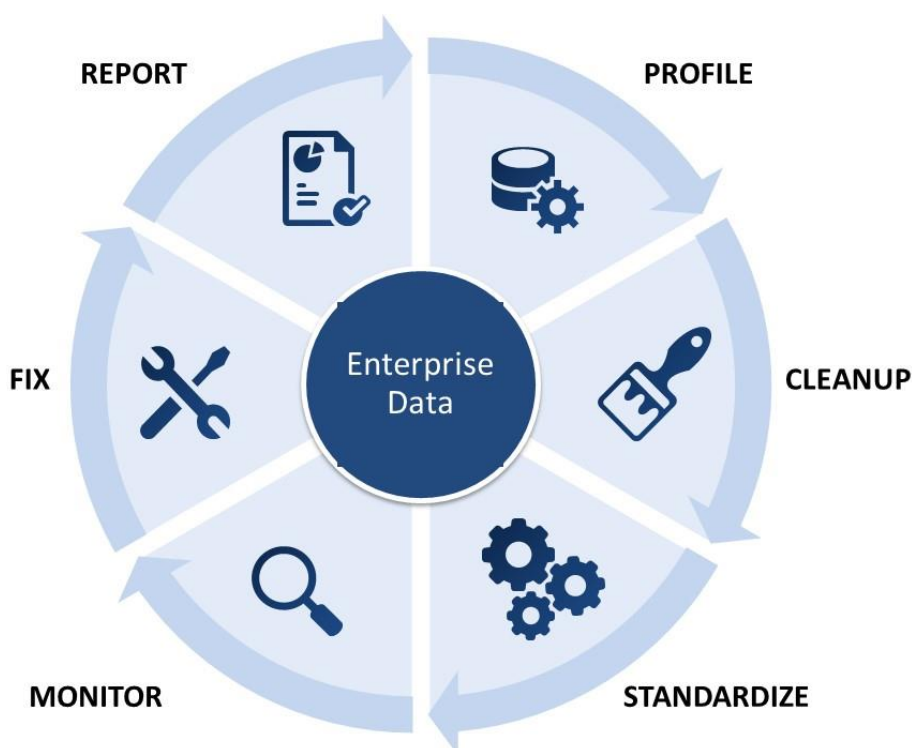 REPORT
PROFILE
Enterprise
Data
FIX
CLEANUP
MONITOR
STANDARDIZE